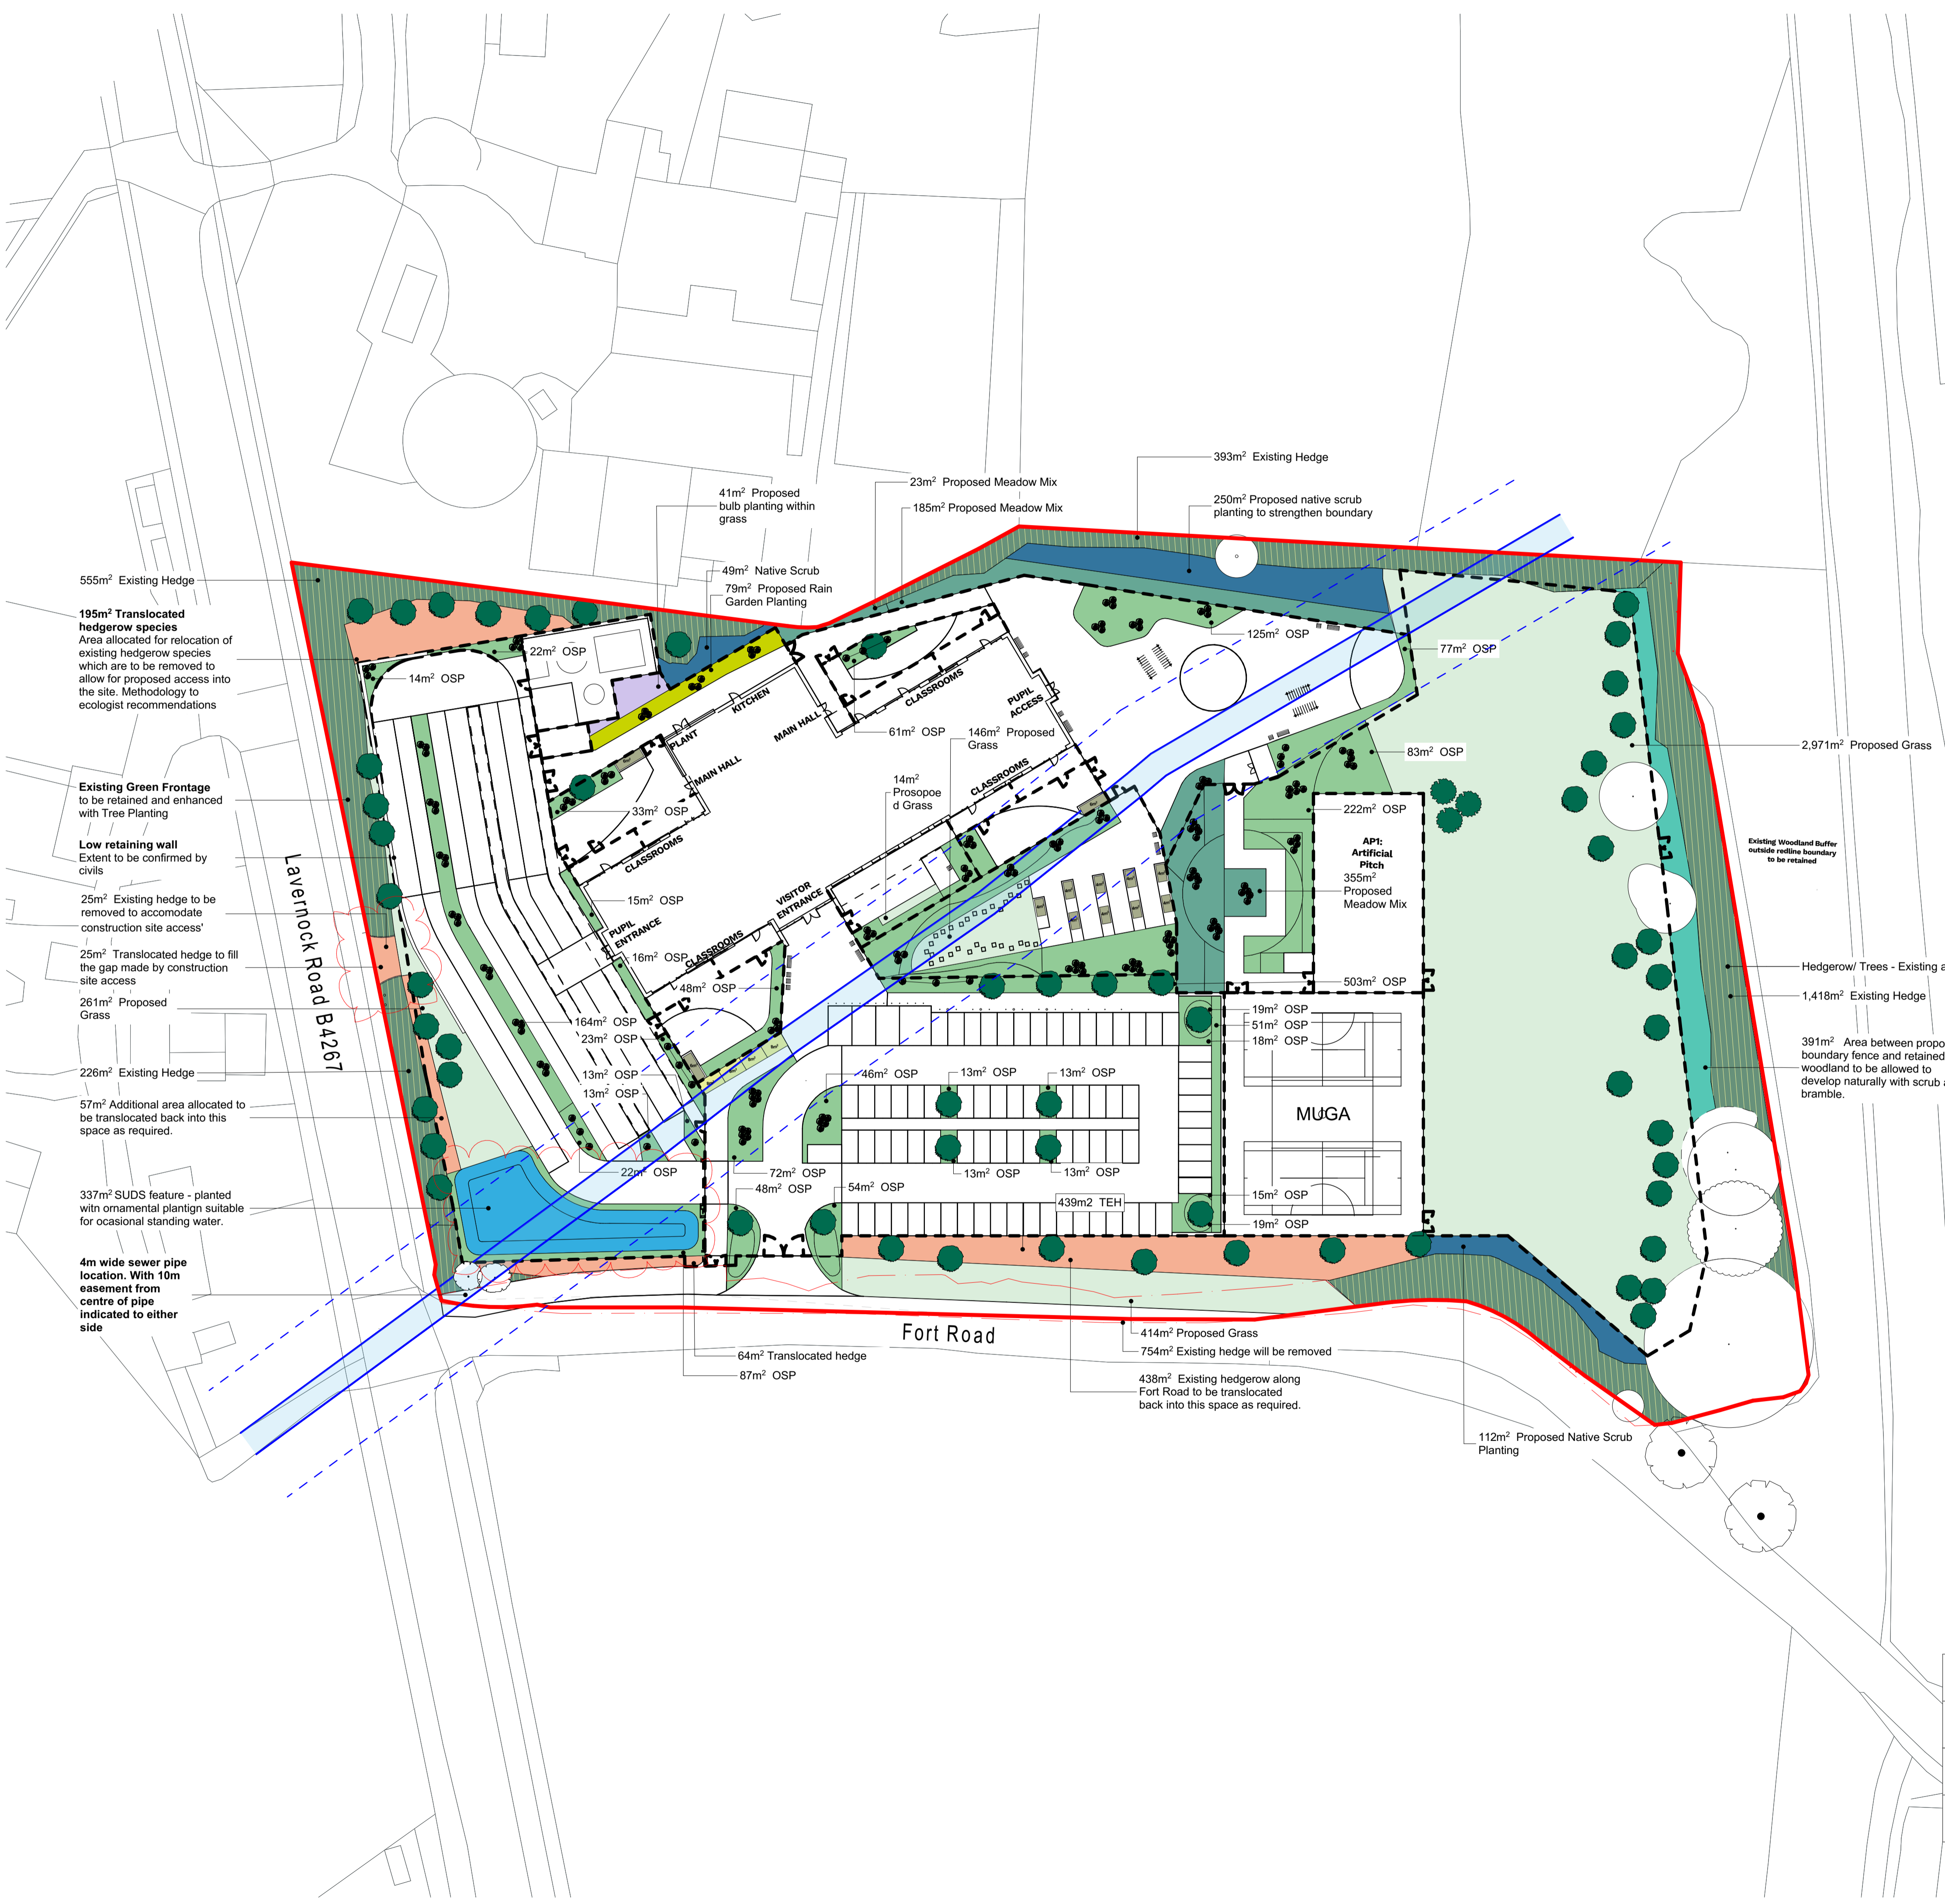 393m² Existing Hedge
23m² Proposed Meadow Mix
185m² Proposed Meadow Mix
250m² Proposed native scrub
planting to strengthen boundary
41m² Proposed
bulb planting within
grass
49m² Native Scrub
79m² Proposed Rain
Garden Planting
555m² Existing Hedge
195m² Translocated
hedgerow species
Area allocated for relocation of
existing hedgerow species
which are to be removed to
allow for proposed access into
the site. Methodology to
ecologist recommendations
Existing Green Frontage
to be retained and enhanced
with Tree Planting
Low retaining wall
Extent to be confirmed by
civils
25m² Existing hedge to be
removed to accomodate
construction site access'
25m² Translocated hedge to fill
the gap made by construction
site access
261m² Proposed
Grass
226m² Existing Hedge
57m² Additional area allocated to
be translocated back into this
space as required.
337m² SUDS feature - planted
witn ornamental plantign suitable
for ocasional standing water.
4m wide sewer pipe
location. With 10m
easement from
centre of pipe
indicated to either
side
Lavernock Road B4267
22m² OSP
14m² OSP
KITCHEN
PLANT
MAIN HALL
MAIN HALL
CLASSROOMS
PUPIL
ACCESS
61m² OSP
146m² Proposed
Grass
14m²
Prosopoe
d Grass
CLASSROOMS
33m² OSP
CLASSROOMS
15m² OSP
VISITOR
ENTRANCE
PUPIL
ENTRANCE
CLASSROOMS
16m² OSP
48m² OSP
164m² OSP
23m² OSP
13m² OSP
13m² OSP
22m² OSP
125m² OSP
77m² OSP
83m² OSP
222m² OSP
AP1:
Artificial
Pitch
355m²
Proposed
Meadow Mix
503m² OSP
19m² OSP
51m² OSP
18m² OSP
MUGA
46m² OSP
13m² OSP
13m² OSP
13m² OSP
13m² OSP
72m² OSP
48m² OSP
54m² OSP
439m2 TEH
15m² OSP
19m² OSP
2,971m² Proposed Grass
Existing Woodland Buffer
outside redline boundary
to be retained
Hedgerow/ Trees - Existing a
1,418m² Existing Hedge
391m² Area between propo
boundary fence and retained
woodland to be allowed to
develop naturally with scrub
bramble.
Fort Road
414m² Proposed Grass
754m² Existing hedge will be removed
64m² Translocated hedge
87m² OSP
438m² Existing hedgerow along
Fort Road to be translocated
back into this space as required.
112m² Proposed Native Scrub
Planting